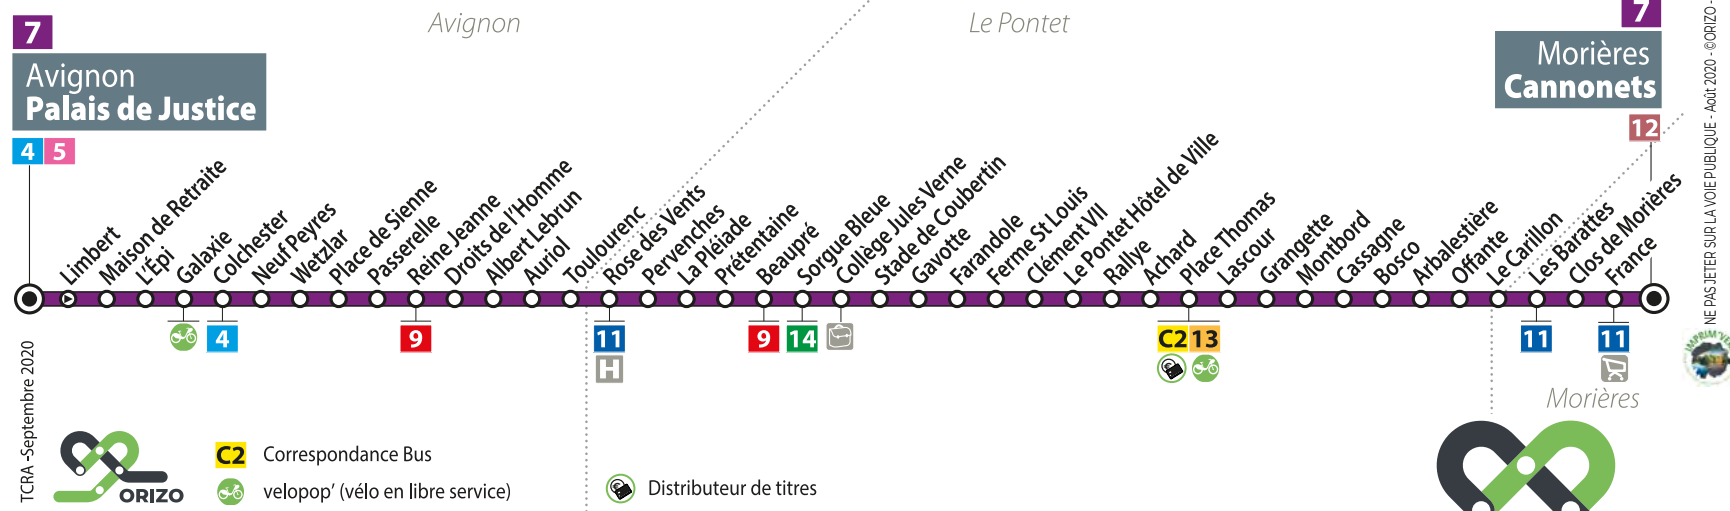 Avignon
Le Pontet
7
Avignon
Palais de Justice
4 5
7
Morières
Cannonets
12
Limbert
Maison de Retraite
L'Épi
Galaxie
Colchester
Neuf Peyres
Wetzlar
Place de Sienne
Passerelle
Reine Jeanne
Droits de l'Homme
Albert Lebrun
Auriol
Toulourenc
Rose des Vents
Pervenches
La Pléiade
Prétentaine
Beaupré
Sorgue Bleue
Collège Jules Verne
Stade de Coubertin
Gavotte
Farandole
Ferme St Louis
Clément VII
Le Pontet Hôtel de Ville
Rallye
Achard
Place Thomas
Lascour
Grangette
Montbord
Cassagne
Bosco
Arbalestière
Offante
Le Carillon
Les Barattes
Clos de Morières
France
4
9
11
H
9
14
C2 13
11
11
Morières
TCRA -Septembre 2020
ORIZO
C2 Correspondance Bus
velopop' (vélo en libre service)
Distributeur de titres
NE PAS JETER SUR LA VOIE PUBLIQUE - Août 2020 - ©ORIZO -
IMPRIM'VERT